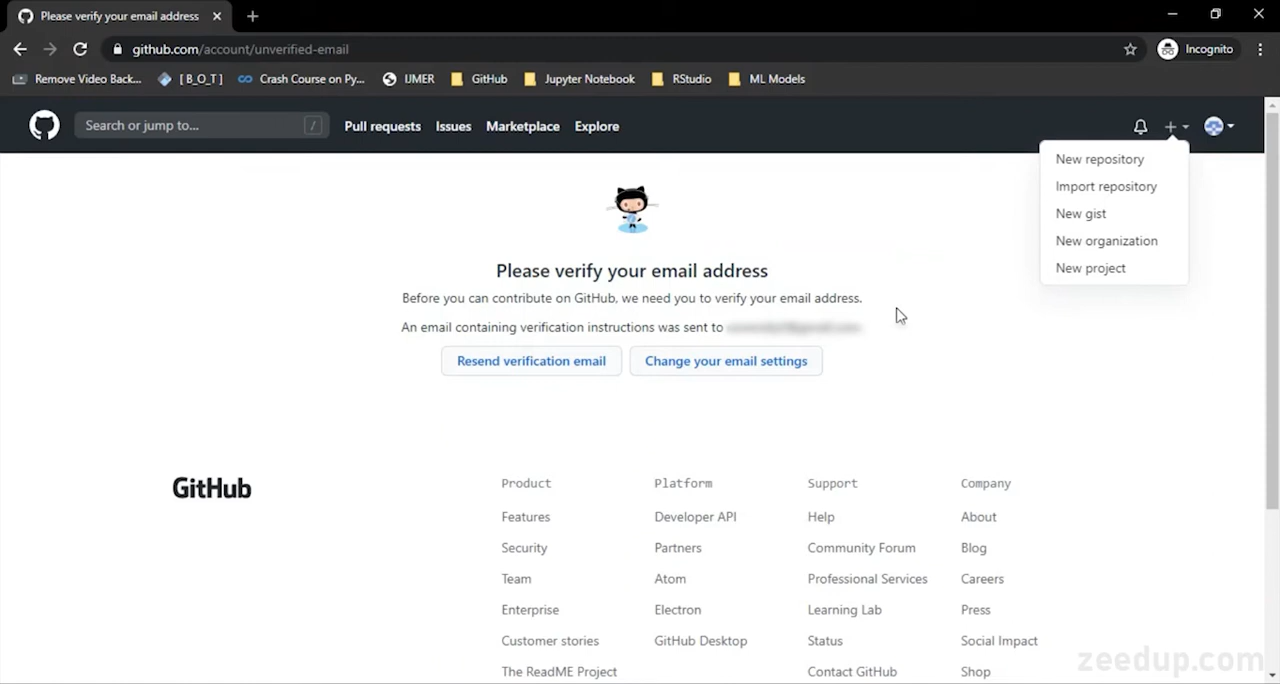 Please verify your email address
github.com/account/unverified-email
Incognito
Remove Video Back...
[ B_O_T ]
Crash Course on Py...
IJMER
GitHub
Jupyter Notebook
RStudio
ML Models
Search or jump to...
/
Pull requests
Issues
Marketplace
Explore
New repository
Import repository
New gist
New organization
New project
Please verify your email address
Before you can contribute on GitHub, we need you to verify your email address.
An email containing verification instructions was sent to
Resend verification email
Change your email settings
GitHub
Product
Platform
Support
Company
Features
Developer API
Help
About
Security
Partners
Community Forum
Blog
Team
Atom
Professional Services
Careers
Enterprise
Electron
Learning Lab
Press
Customer stories
GitHub Desktop
Status
Social Impact
The ReadME Project
Contact GitHub
Shop
zeedup.com